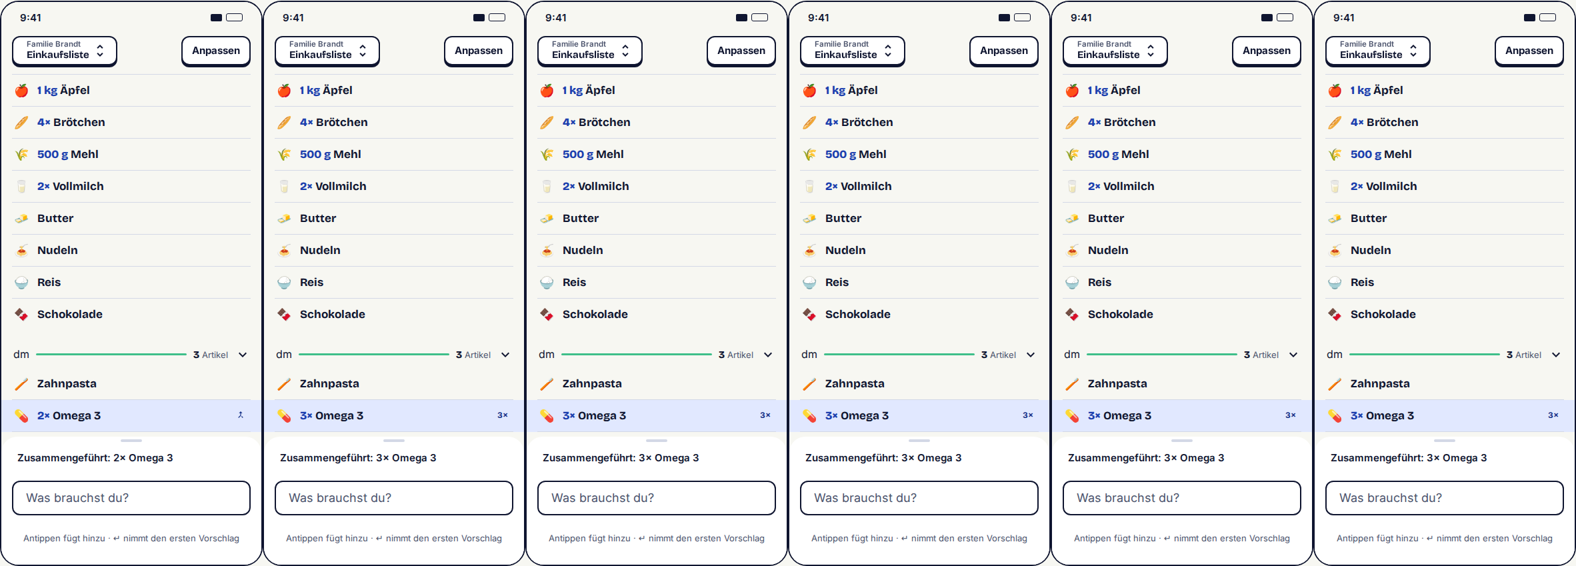 9:41
Familie Brandt
Einkaufsliste
Anpassen
1 kg Äpfel
4× Brötchen
500 g Mehl
2× Vollmilch
Butter
Nudeln
Reis
Schokolade
dm 3 Artikel
Zahnpasta
2× Omega 3
Zusammengeführt: 2× Omega 3
Was brauchst du?
Antippen fügt hinzu · ↵ nimmt den ersten Vorschlag
9:41
Familie Brandt
Einkaufsliste
Anpassen
1 kg Äpfel
4× Brötchen
500 g Mehl
2× Vollmilch
Butter
Nudeln
Reis
Schokolade
dm 3 Artikel
Zahnpasta
3× Omega 3 3×
Zusammengeführt: 3× Omega 3
Was brauchst du?
Antippen fügt hinzu · ↵ nimmt den ersten Vorschlag
9:41
Familie Brandt
Einkaufsliste
Anpassen
1 kg Äpfel
4× Brötchen
500 g Mehl
2× Vollmilch
Butter
Nudeln
Reis
Schokolade
dm 3 Artikel
Zahnpasta
3× Omega 3 3×
Zusammengeführt: 3× Omega 3
Was brauchst du?
Antippen fügt hinzu · ↵ nimmt den ersten Vorschlag
9:41
Familie Brandt
Einkaufsliste
Anpassen
1 kg Äpfel
4× Brötchen
500 g Mehl
2× Vollmilch
Butter
Nudeln
Reis
Schokolade
dm 3 Artikel
Zahnpasta
3× Omega 3 3×
Zusammengeführt: 3× Omega 3
Was brauchst du?
Antippen fügt hinzu · ↵ nimmt den ersten Vorschlag
9:41
Familie Brandt
Einkaufsliste
Anpassen
1 kg Äpfel
4× Brötchen
500 g Mehl
2× Vollmilch
Butter
Nudeln
Reis
Schokolade
dm 3 Artikel
Zahnpasta
3× Omega 3 3×
Zusammengeführt: 3× Omega 3
Was brauchst du?
Antippen fügt hinzu · ↵ nimmt den ersten Vorschlag
9:41
Familie Brandt
Einkaufsliste
Anpassen
1 kg Äpfel
4× Brötchen
500 g Mehl
2× Vollmilch
Butter
Nudeln
Reis
Schokolade
dm 3 Artikel
Zahnpasta
3× Omega 3 3×
Zusammengeführt: 3× Omega 3
Was brauchst du?
Antippen fügt hinzu · ↵ nimmt den ersten Vorschlag